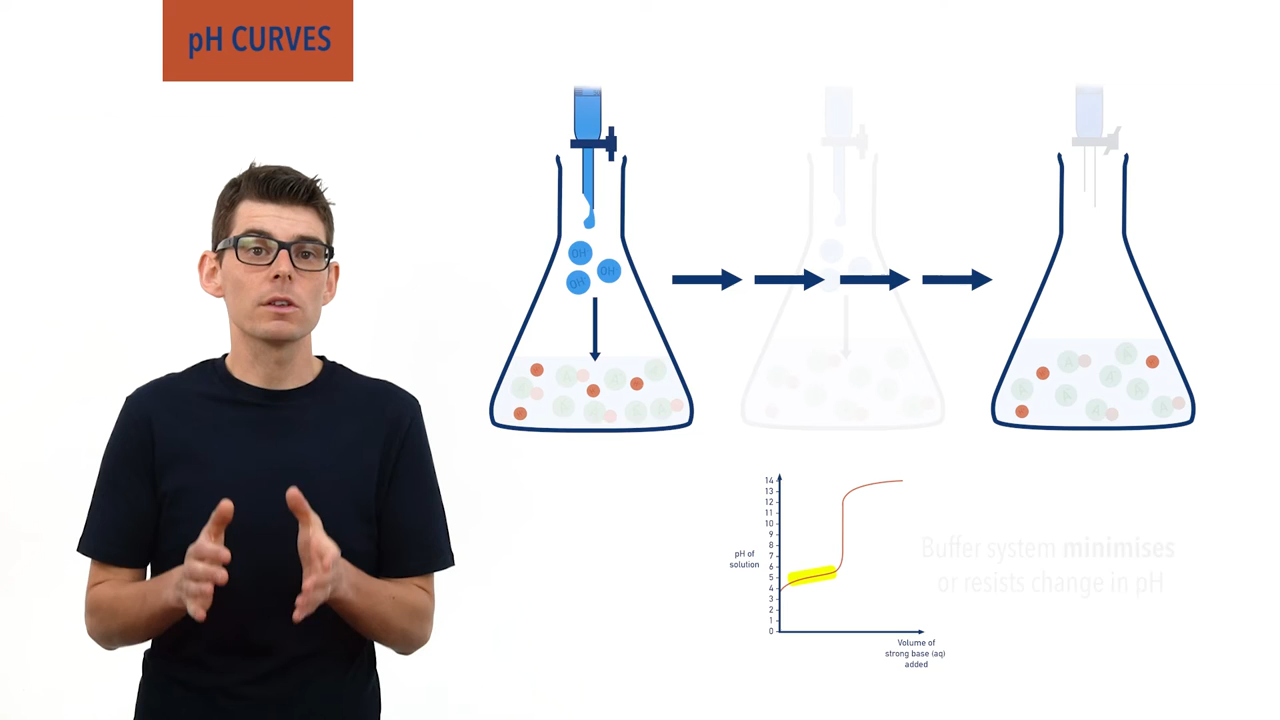 pH CURVES
OH⁻
OH⁻
OH⁻
14
13
12
11
10
9
8
7
6
5
4
3
2
1
0
pH of
solution
Volume of
strong base (aq)
added
Buffer system minimises
or resists change in pH